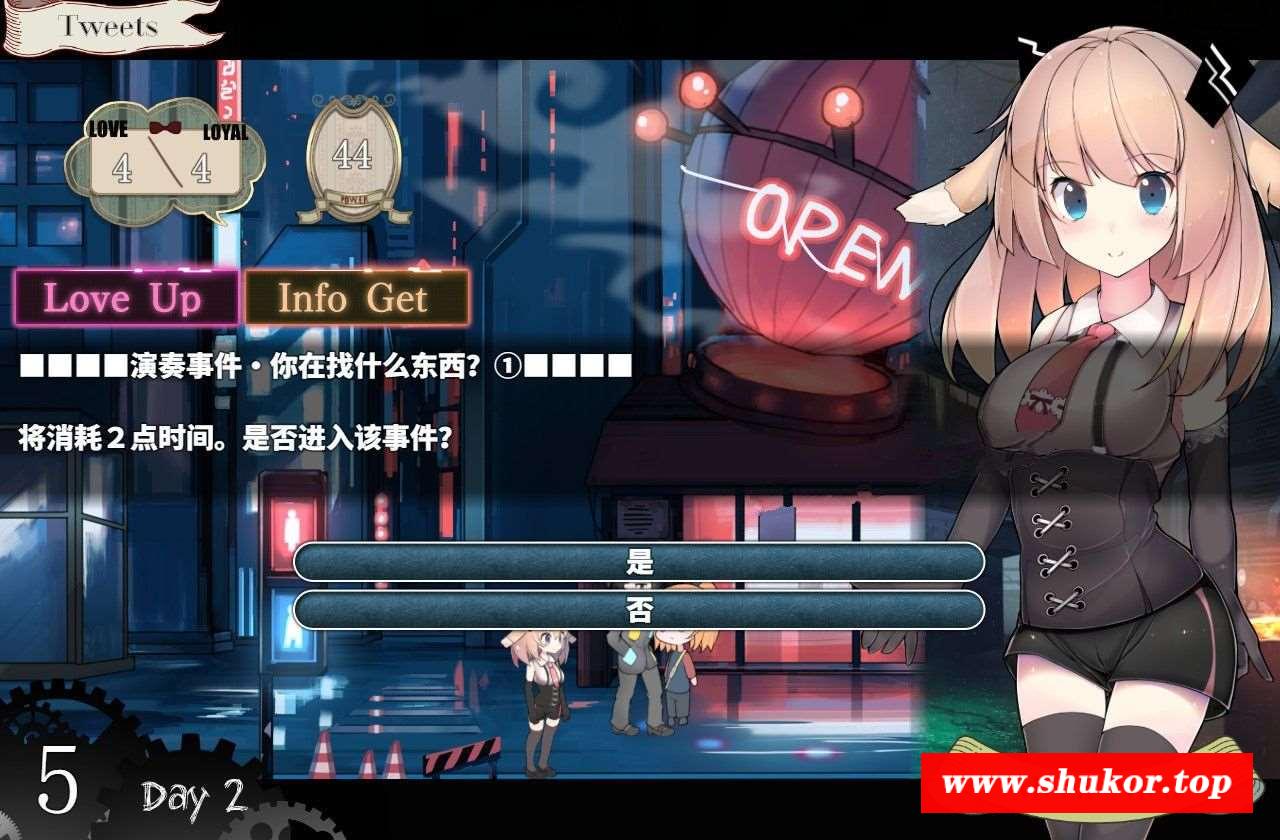 Tweets
LOVE LOYAL
4 4
44
POWER
OPEN
Love Up
Info Get
■■■■演奏事件・你在找什么东西？①■■■■
将消耗２点时间。是否进入该事件？
是
否
5
Day 2
www.shukor.top